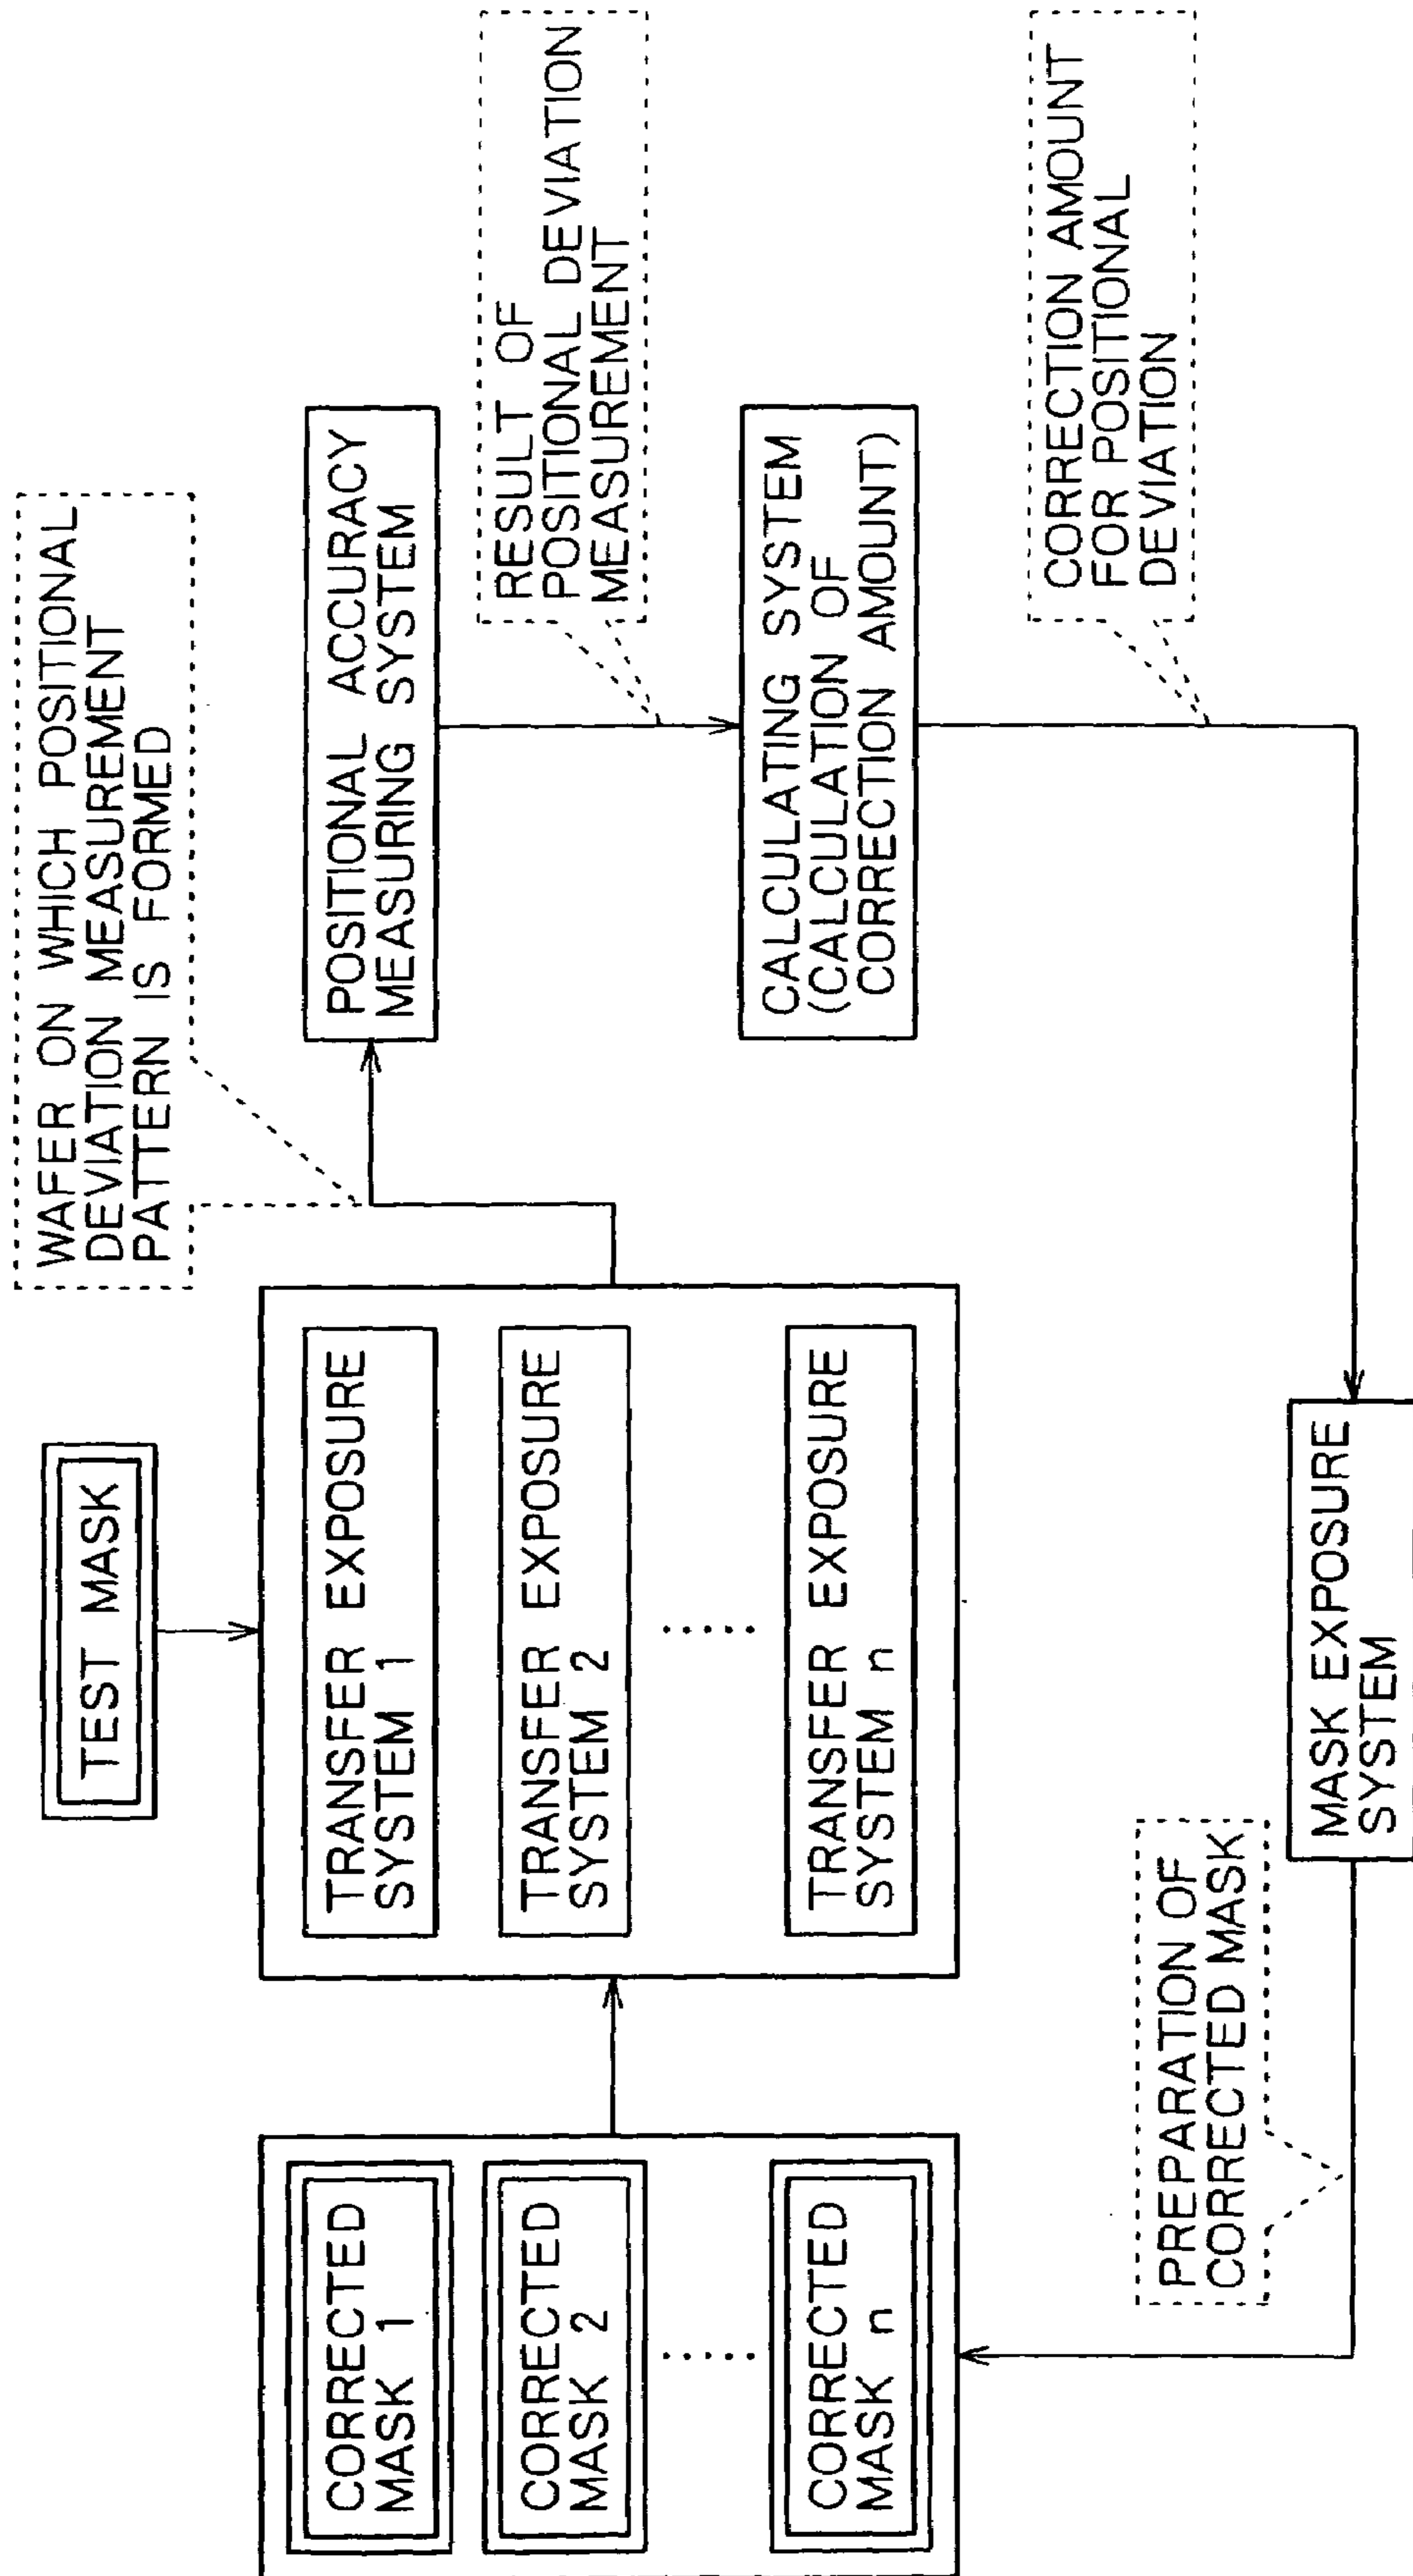 WAFER ON WHICH POSITIONAL
DEVIATION MEASUREMENT
PATTERN IS FORMED
TEST MASK
CORRECTED
MASK 1
CORRECTED
MASK 2
.....
CORRECTED
MASK n
TRANSFER EXPOSURE
SYSTEM 1
TRANSFER EXPOSURE
SYSTEM 2
.....
TRANSFER EXPOSURE
SYSTEM n
POSITIONAL ACCURACY
MEASURING SYSTEM
RESULT OF
POSITIONAL DEVIATION
MEASUREMENT
CALCULATING SYSTEM
(CALCULATION OF
CORRECTION AMOUNT)
CORRECTION AMOUNT
FOR POSITIONAL
DEVIATION
PREPARATION OF
CORRECTED MASK
MASK EXPOSURE
SYSTEM